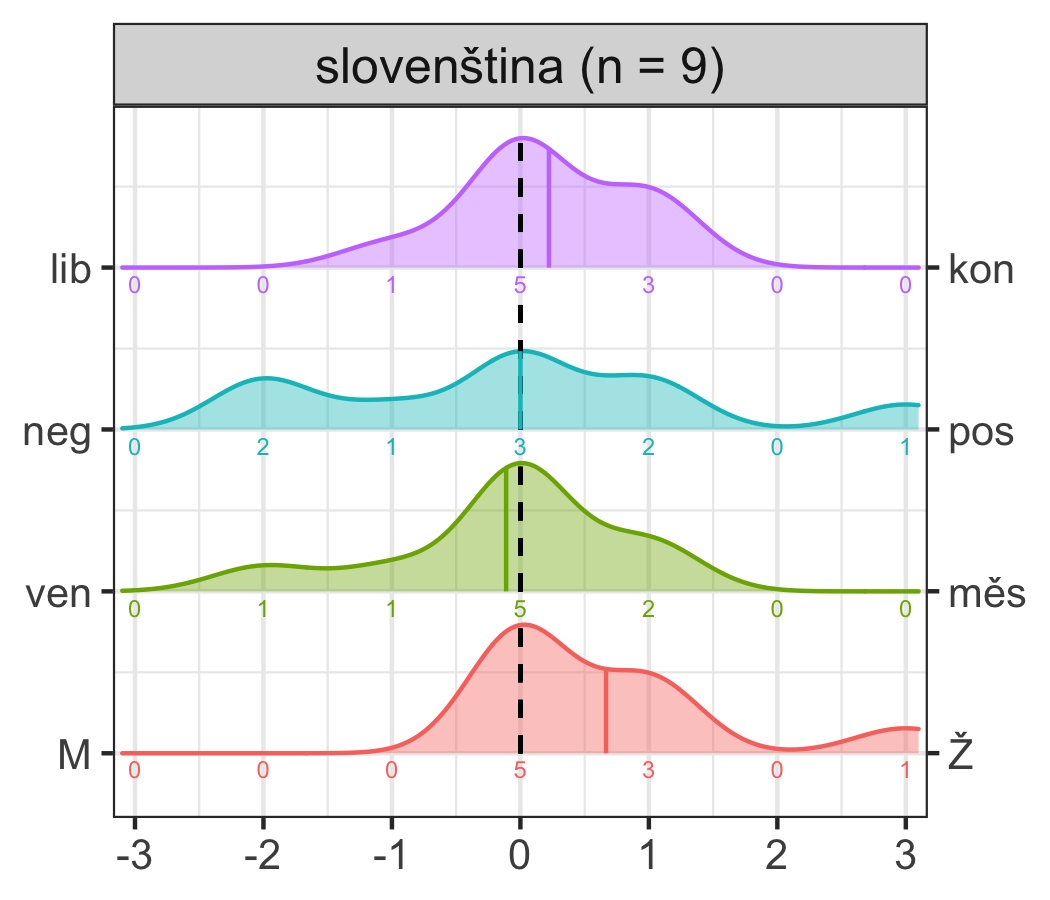 slovenština (n = 9)
lib kon
0 0 1 5 3 0 0
neg pos
0 2 1 3 2 0 1
ven měs
0 1 1 5 2 0 0
M Ž
0 0 0 5 3 0 1
-3 -2 -1 0 1 2 3